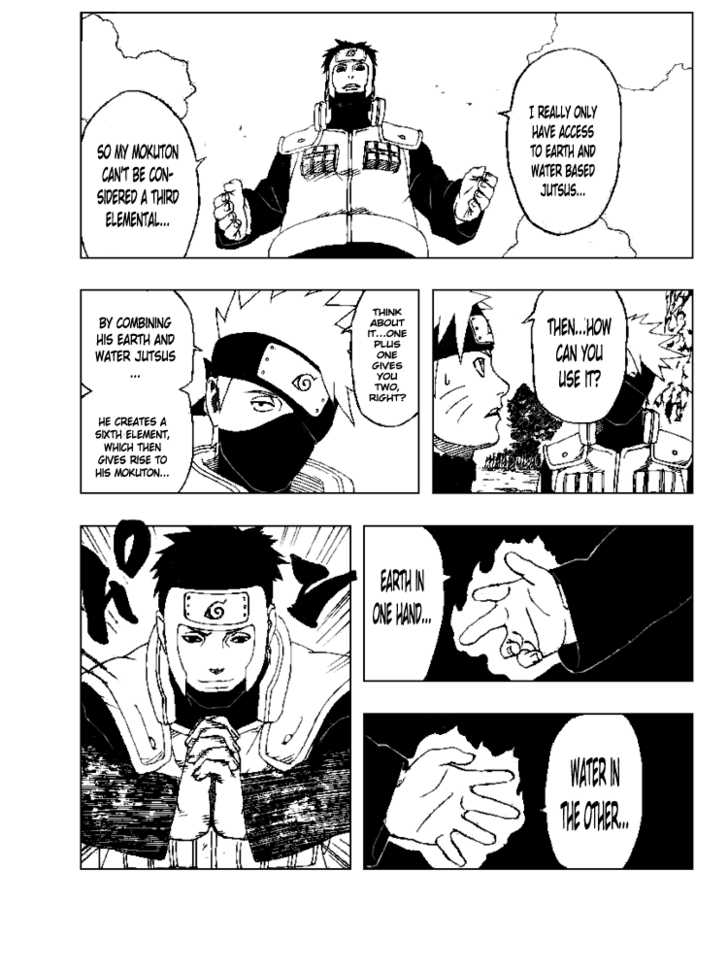 I REALLY ONLY
HAVE ACCESS
TO EARTH AND
WATER BASED
JUTSUS...
SO MY MOKUTON
CAN'T BE CON-
SIDERED A THIRD
ELEMENTAL...
THEN...HOW
CAN YOU
USE IT?
THINK
ABOUT
IT...ONE
PLUS
ONE
GIVES
YOU
TWO,
RIGHT?
BY COMBINING
HIS EARTH AND
WATER JUTSUS
...
HE CREATES A
SIXTH ELEMENT,
WHICH THEN
GIVES RISE TO
HIS MOKUTON...
EARTH IN
ONE HAND...
WATER IN
THE OTHER...